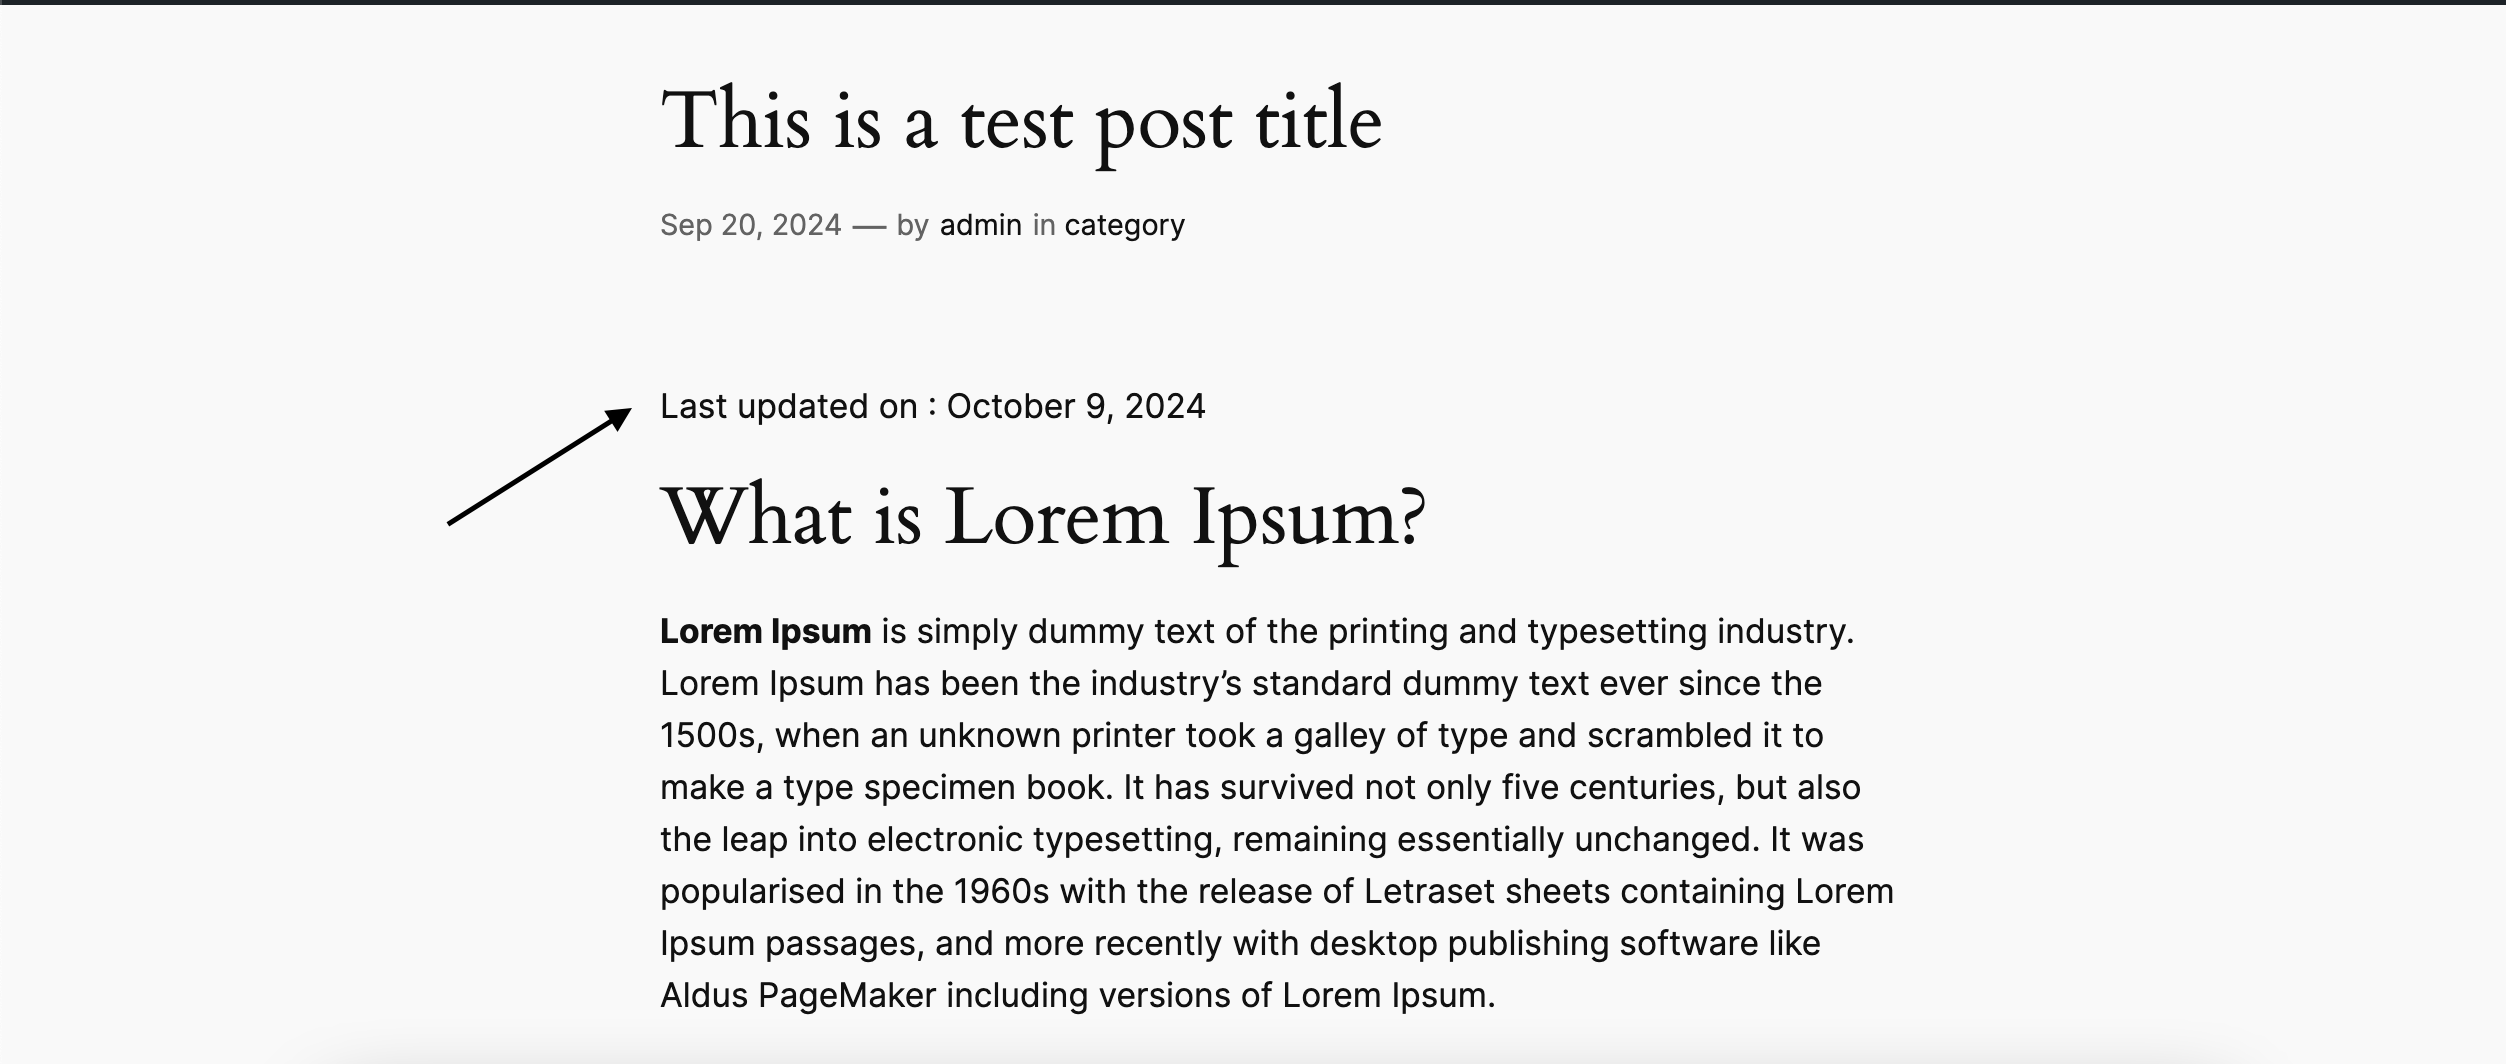 This is a test post title
Sep 20, 2024 — by admin in category
Last updated on : October 9, 2024
What is Lorem Ipsum?
Lorem Ipsum is simply dummy text of the printing and typesetting industry.
Lorem Ipsum has been the industry’s standard dummy text ever since the
1500s, when an unknown printer took a galley of type and scrambled it to
make a type specimen book. It has survived not only five centuries, but also
the leap into electronic typesetting, remaining essentially unchanged. It was
popularised in the 1960s with the release of Letraset sheets containing Lorem
Ipsum passages, and more recently with desktop publishing software like
Aldus PageMaker including versions of Lorem Ipsum.